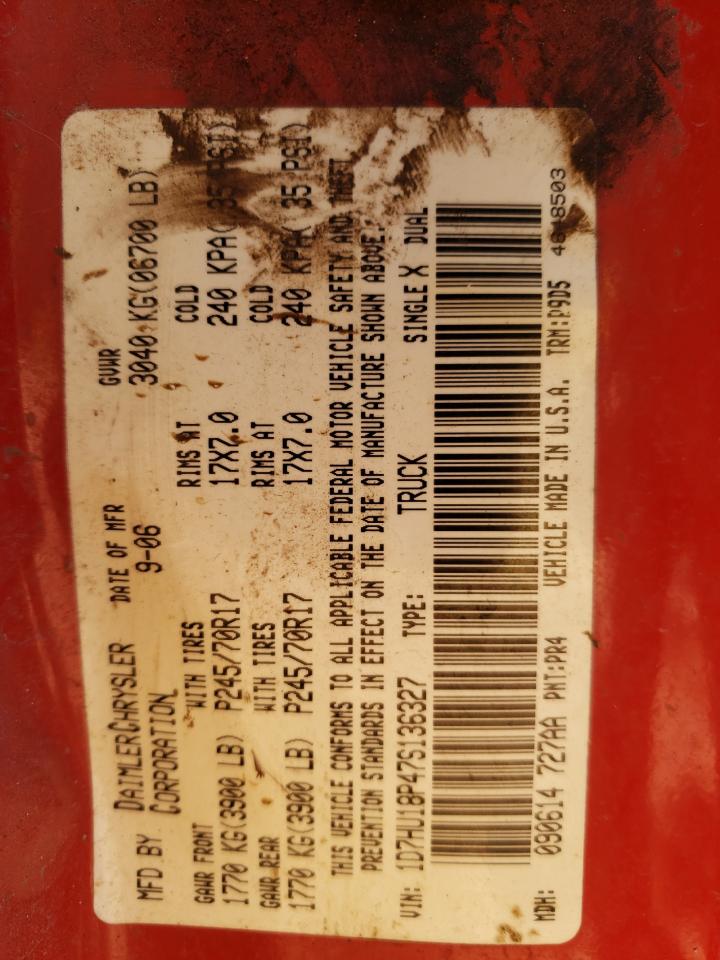 MFD BY DAIMLERCHRYSLER CORPORATION DATE OF MFR 9-06 GVWR 3040 KG(06700 LB)
GAWR FRONT WITH TIRES RIMS AT COLD
1770 KG(3900 LB) P245/70R17 17X7.0 240 KPA( 35 PSI)
GAWR REAR WITH TIRES RIMS AT COLD
1770 KG(3900 LB) P245/70R17 17X7.0 240 KPA( 35 PSI)
THIS VEHICLE CONFORMS TO ALL APPLICABLE FEDERAL MOTOR VEHICLE SAFETY AND THEFT
PREVENTION STANDARDS IN EFFECT ON THE DATE OF MANUFACTURE SHOWN ABOVE.
VIN: 1D7HU18P47S136327 TYPE: TRUCK SINGLE X DUAL
MDH: 090614 727AA PNT:PR4 VEHICLE MADE IN U.S.A. TRM:P9D5